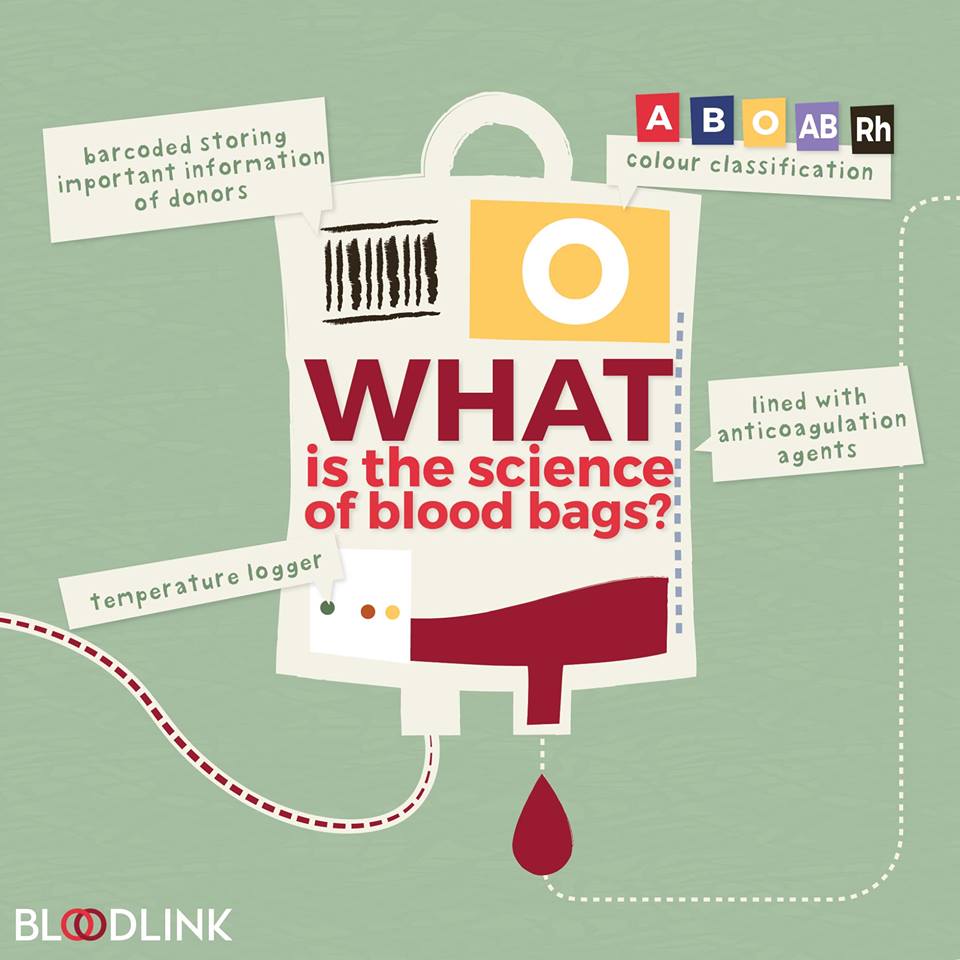 barcoded storing
important information
of donors
A B O AB Rh
colour classification
O
WHAT
is the science
of blood bags?
lined with
anticoagulation
agents
temperature logger
BLOODLINK